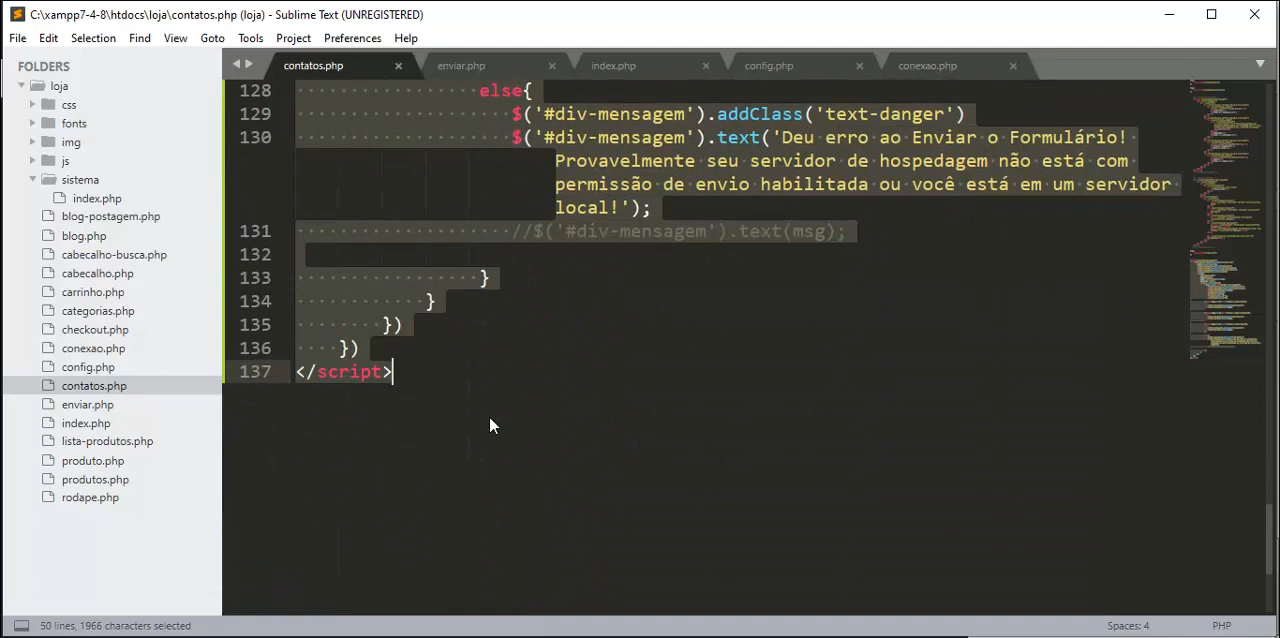 C:\xampp7-4-8\htdocs\loja\contatos.php (loja) - Sublime Text (UNREGISTERED)
File Edit Selection Find View Goto Tools Project Preferences Help
FOLDERS
loja
css
fonts
img
js
sistema
index.php
blog-postagem.php
blog.php
cabecalho-busca.php
cabecalho.php
carrinho.php
categorias.php
checkout.php
conexao.php
config.php
contatos.php
enviar.php
index.php
lista-produtos.php
produto.php
produtos.php
rodape.php
contatos.php enviar.php index.php config.php conexao.php
128 else{
129 $('#div-mensagem').addClass('text-danger')
130 $('#div-mensagem').text('Deu erro ao Enviar o Formulário!
Provavelmente seu servidor de hospedagem não está com
permissão de envio habilitada ou você está em um servidor
local!');
131 //$('#div-mensagem').text(msg);
132
133 }
134 }
135 })
136 })
137 </script>
50 lines, 1966 characters selected
Spaces: 4 PHP